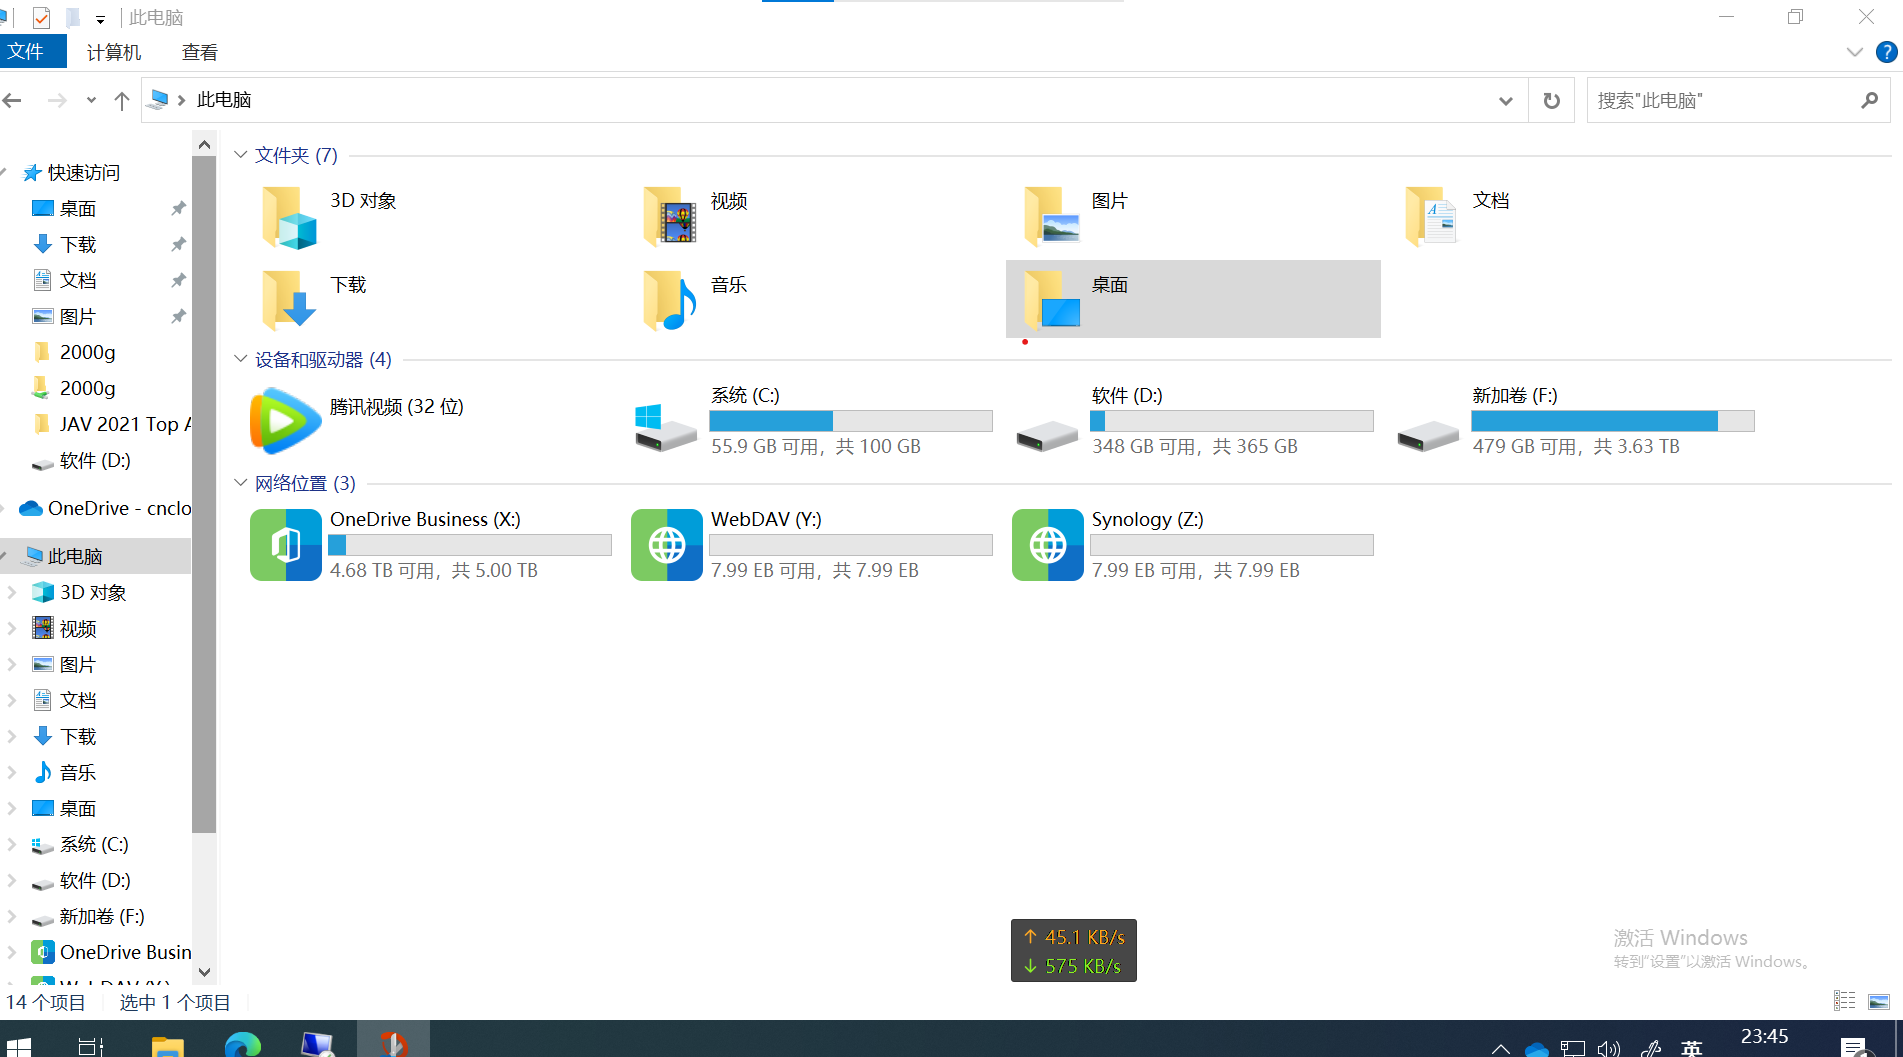 此电脑
文件 计算机 查看
此电脑
搜索"此电脑"
快速访问
桌面
下载
文档
图片
2000g
2000g
JAV 2021 Top A
软件 (D:)
OneDrive - cnclo
此电脑
3D 对象
视频
图片
文档
下载
音乐
桌面
系统 (C:)
软件 (D:)
新加卷 (F:)
OneDrive Busin
WebDAV (Y:)
文件夹 (7)
3D 对象 视频 图片 文档
下载 音乐 桌面
设备和驱动器 (4)
腾讯视频 (32 位)
系统 (C:)
55.9 GB 可用，共 100 GB
软件 (D:)
348 GB 可用，共 365 GB
新加卷 (F:)
479 GB 可用，共 3.63 TB
网络位置 (3)
OneDrive Business (X:)
4.68 TB 可用，共 5.00 TB
WebDAV (Y:)
7.99 EB 可用，共 7.99 EB
Synology (Z:)
7.99 EB 可用，共 7.99 EB
↑ 45.1 KB/s
↓ 575 KB/s
激活 Windows
转到"设置"以激活 Windows。
14 个项目 选中 1 个项目
英
23:45